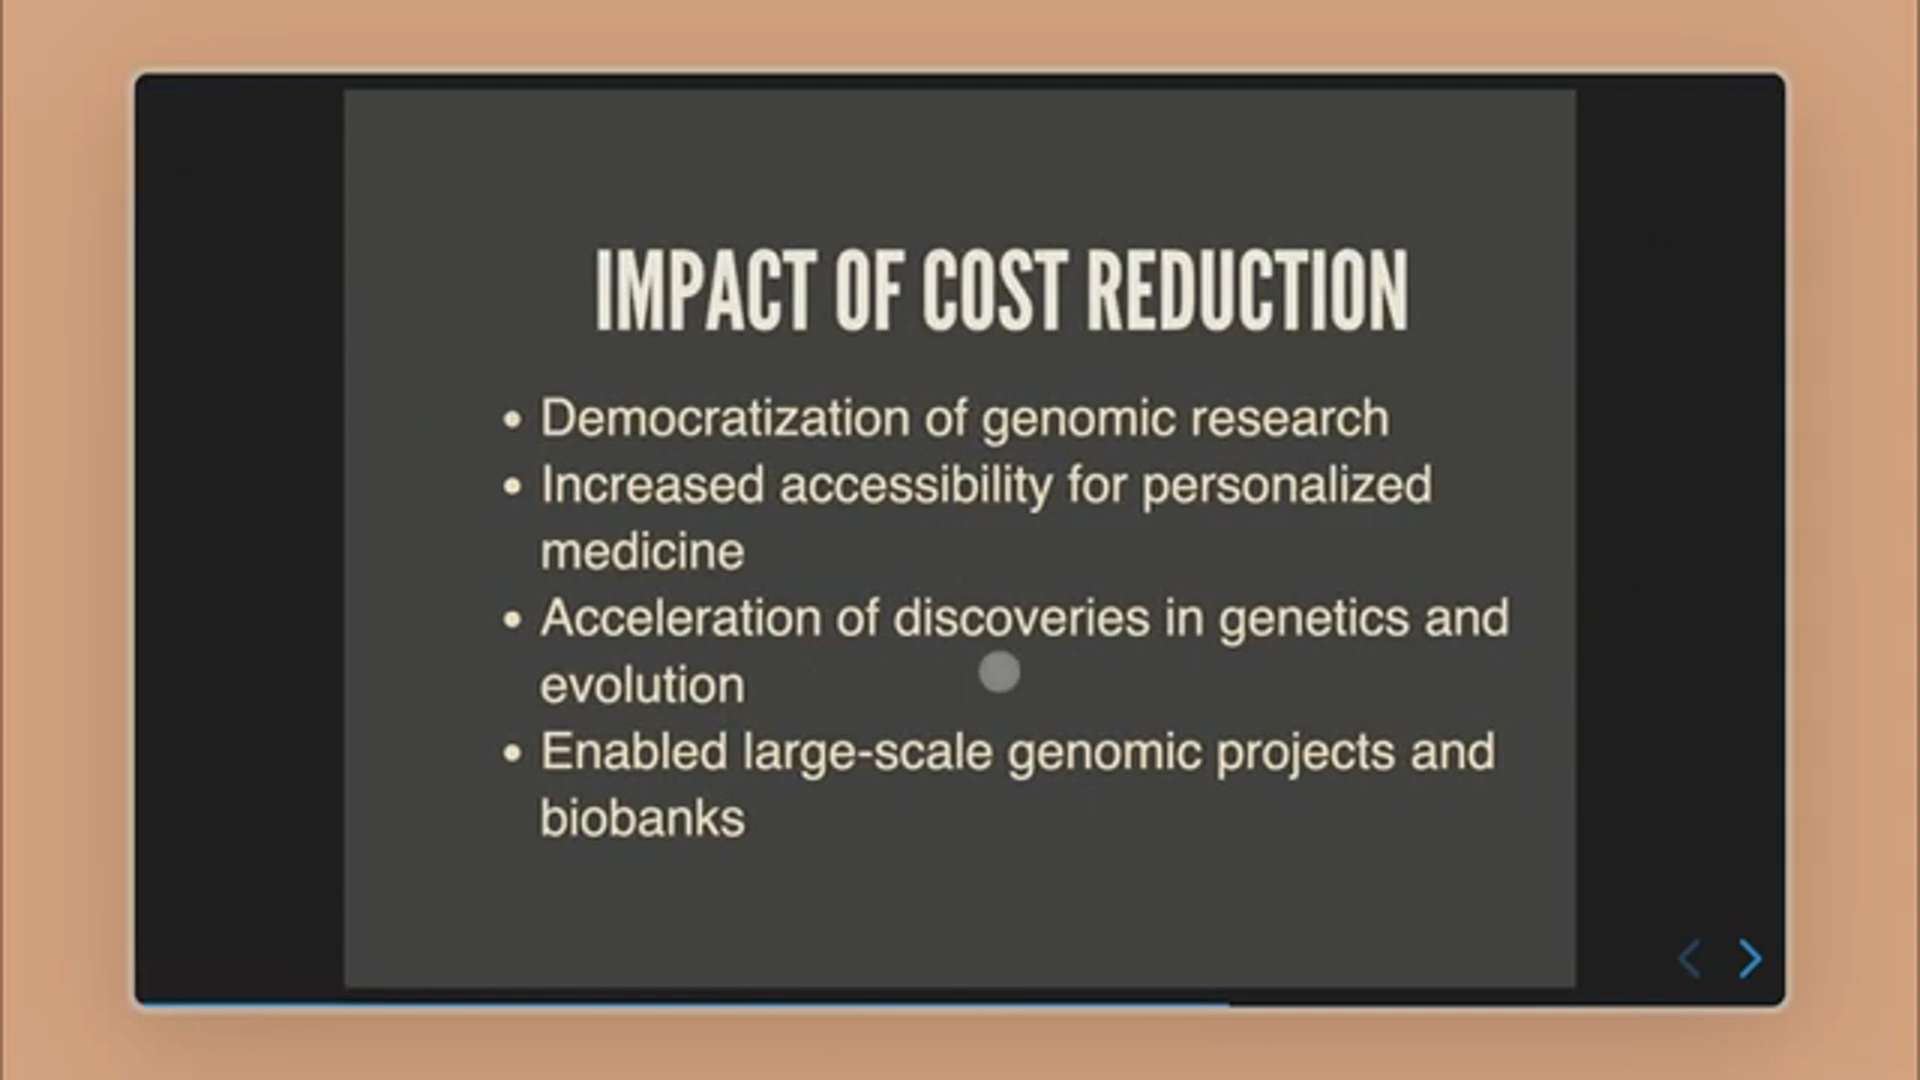 IMPACT OF COST REDUCTION
• Democratization of genomic research
• Increased accessibility for personalized
medicine
• Acceleration of discoveries in genetics and
evolution
• Enabled large-scale genomic projects and
biobanks